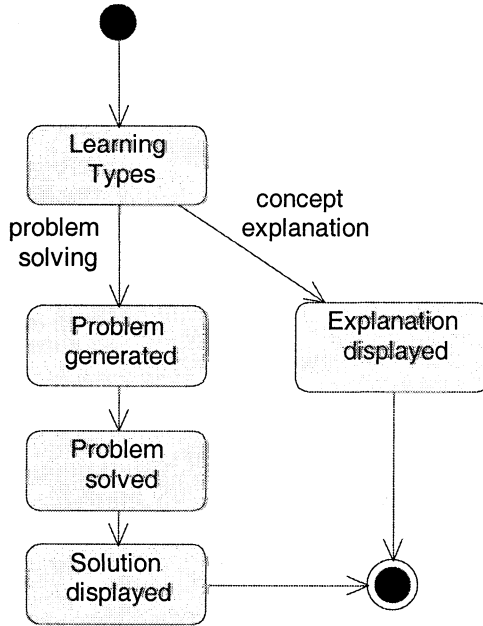 Learning
Types
problem
solving
concept
explanation
Problem
generated
Explanation
displayed
Problem
solved
Solution
displayed